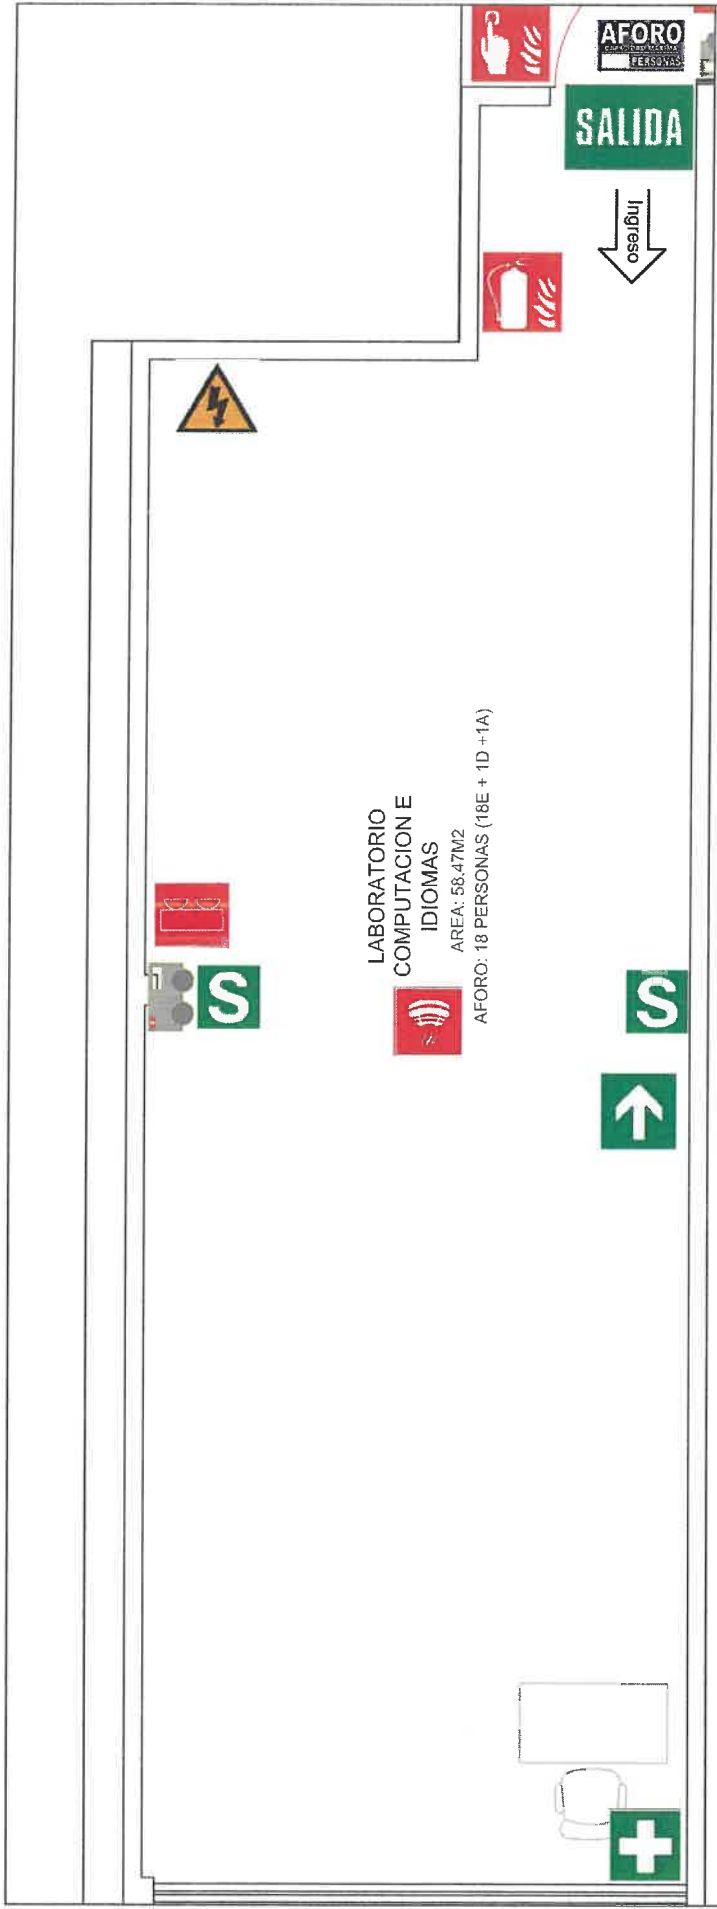 AFORO
PERSONAS
SALIDA
Ingreso
LABORATORIO
COMPUTACION E
IDIOMAS
AREA: 58,47M2
AFORO: 18 PERSONAS (18E + 1D +1A)
S
S